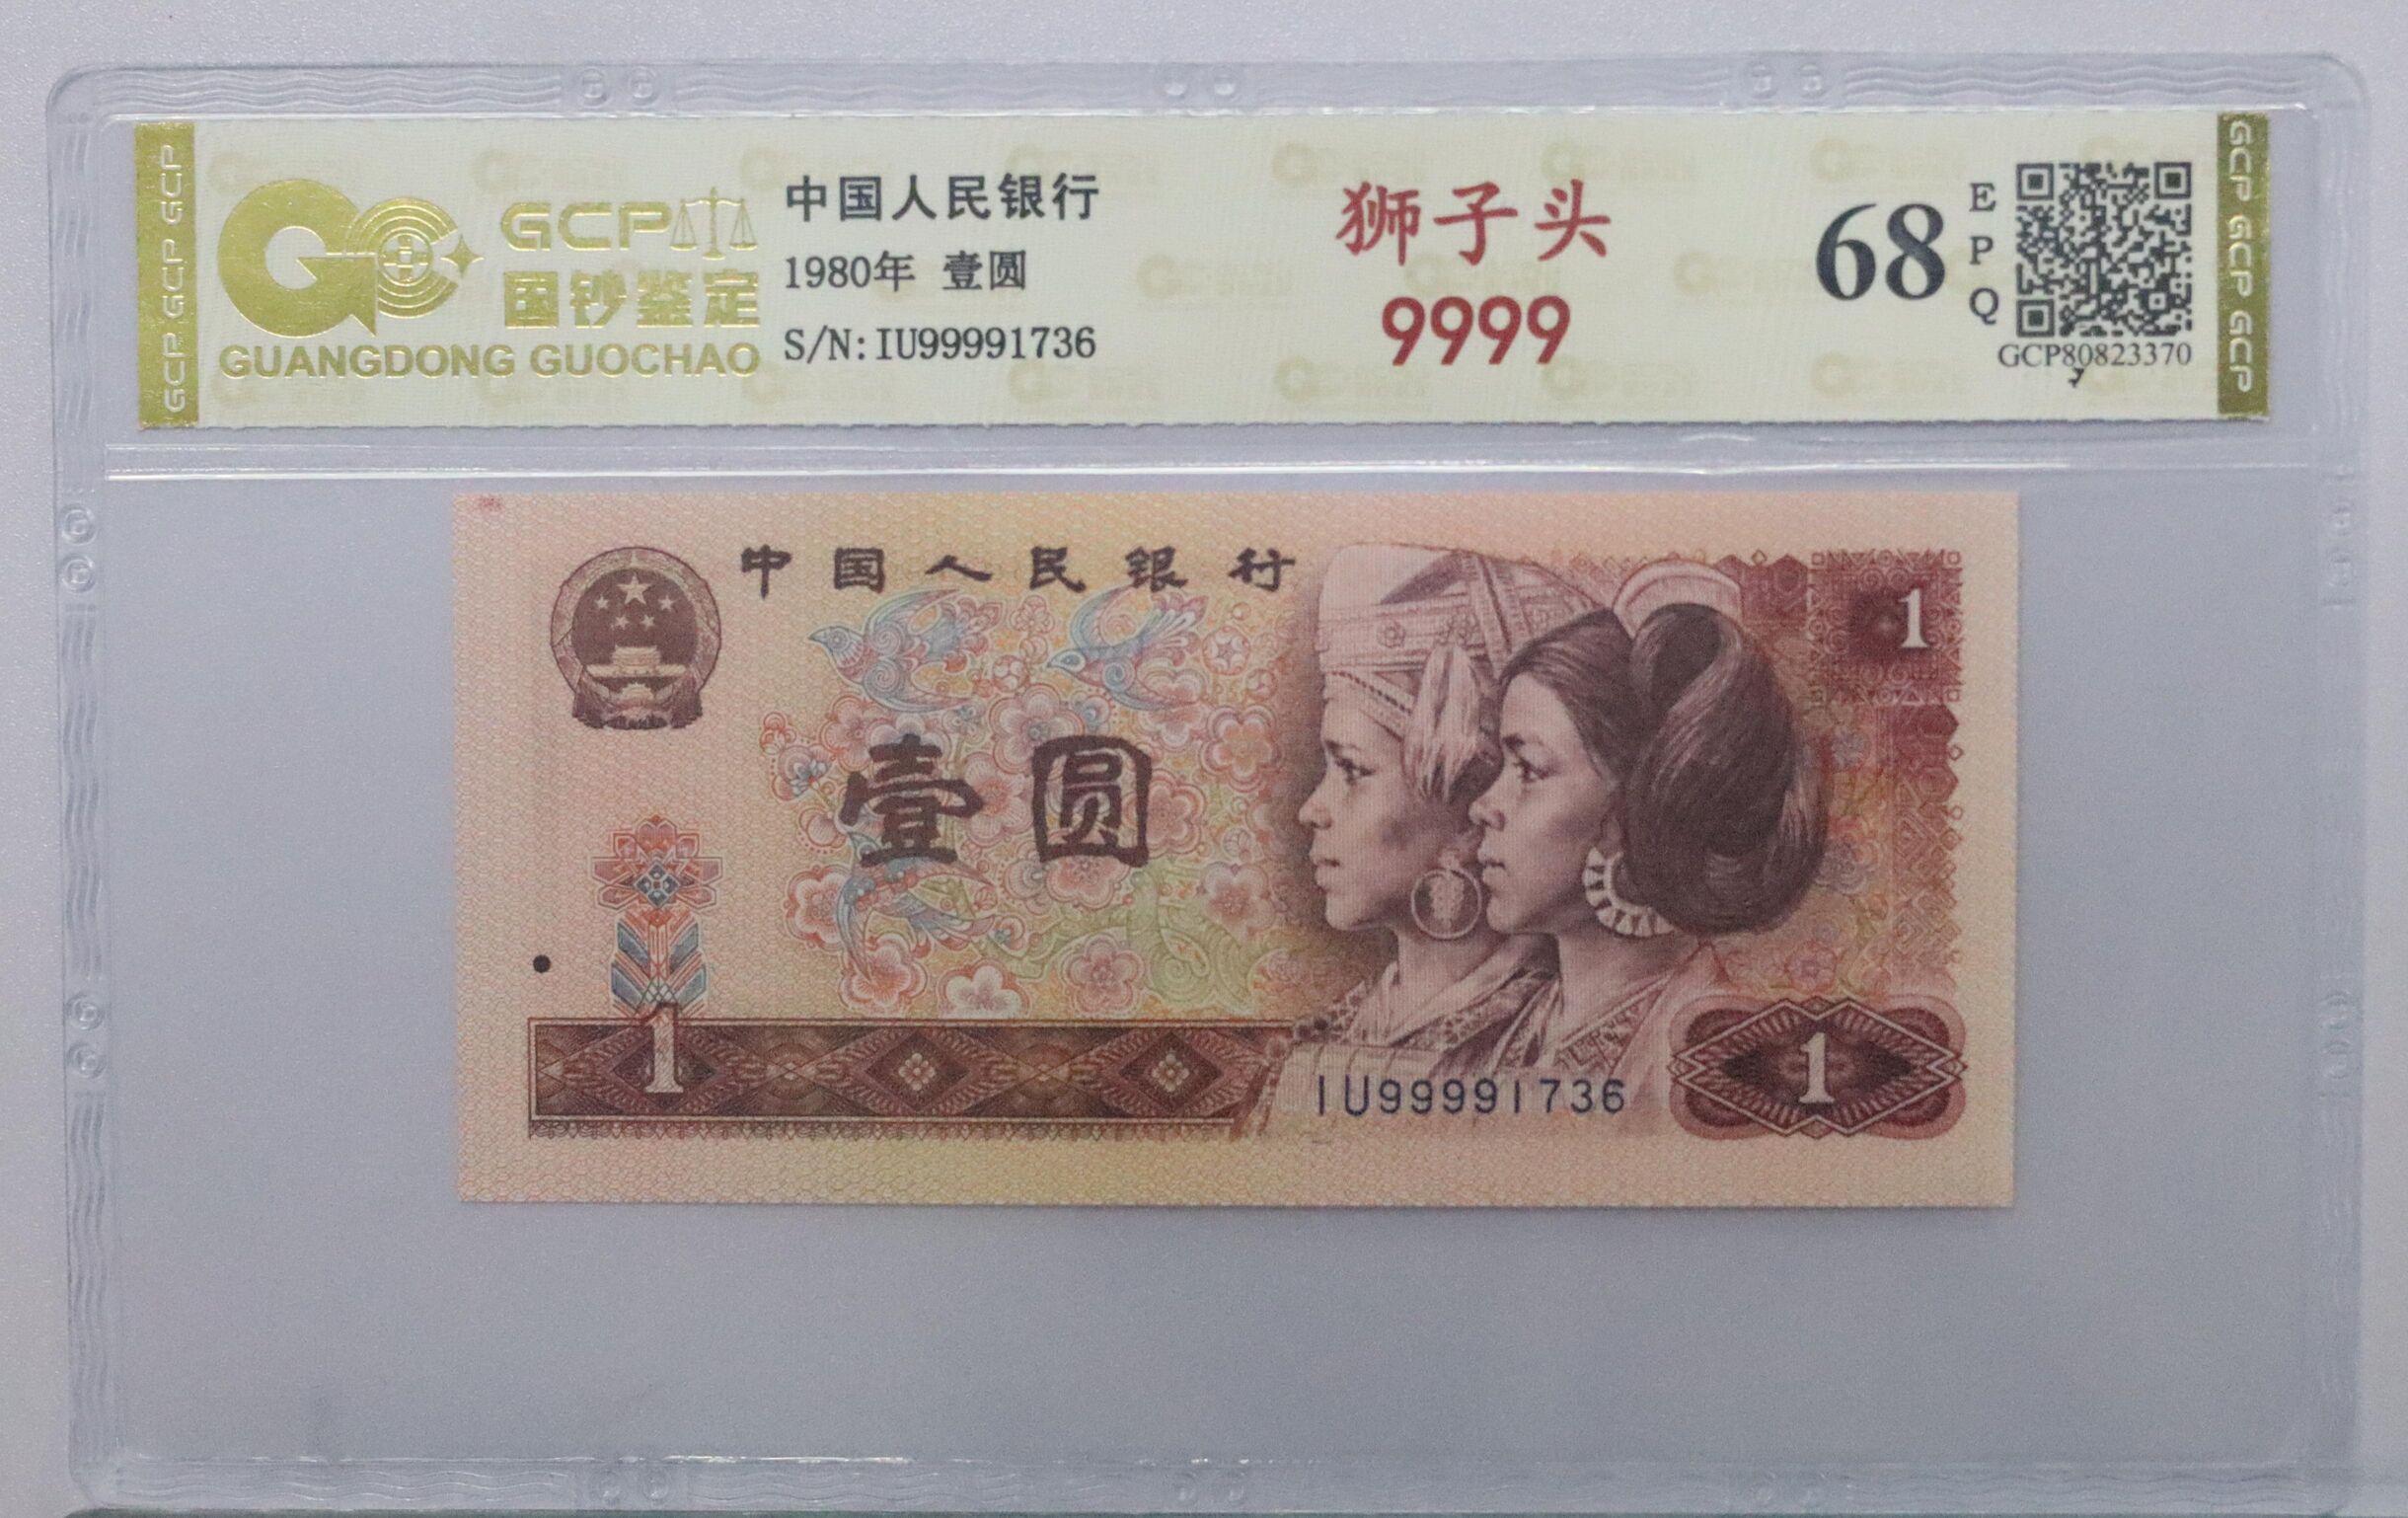 GCP GCP GCP
GCP
国钞鉴定
GUANGDONG GUOCHAO
中国人民银行
1980年 壹圆
S/N: IU99991736
狮子头
9999
68
EPQ
GCP80823370
GCP GCP GCP GCP
中国人民银行
1
壹圆
1
IU99991736
1